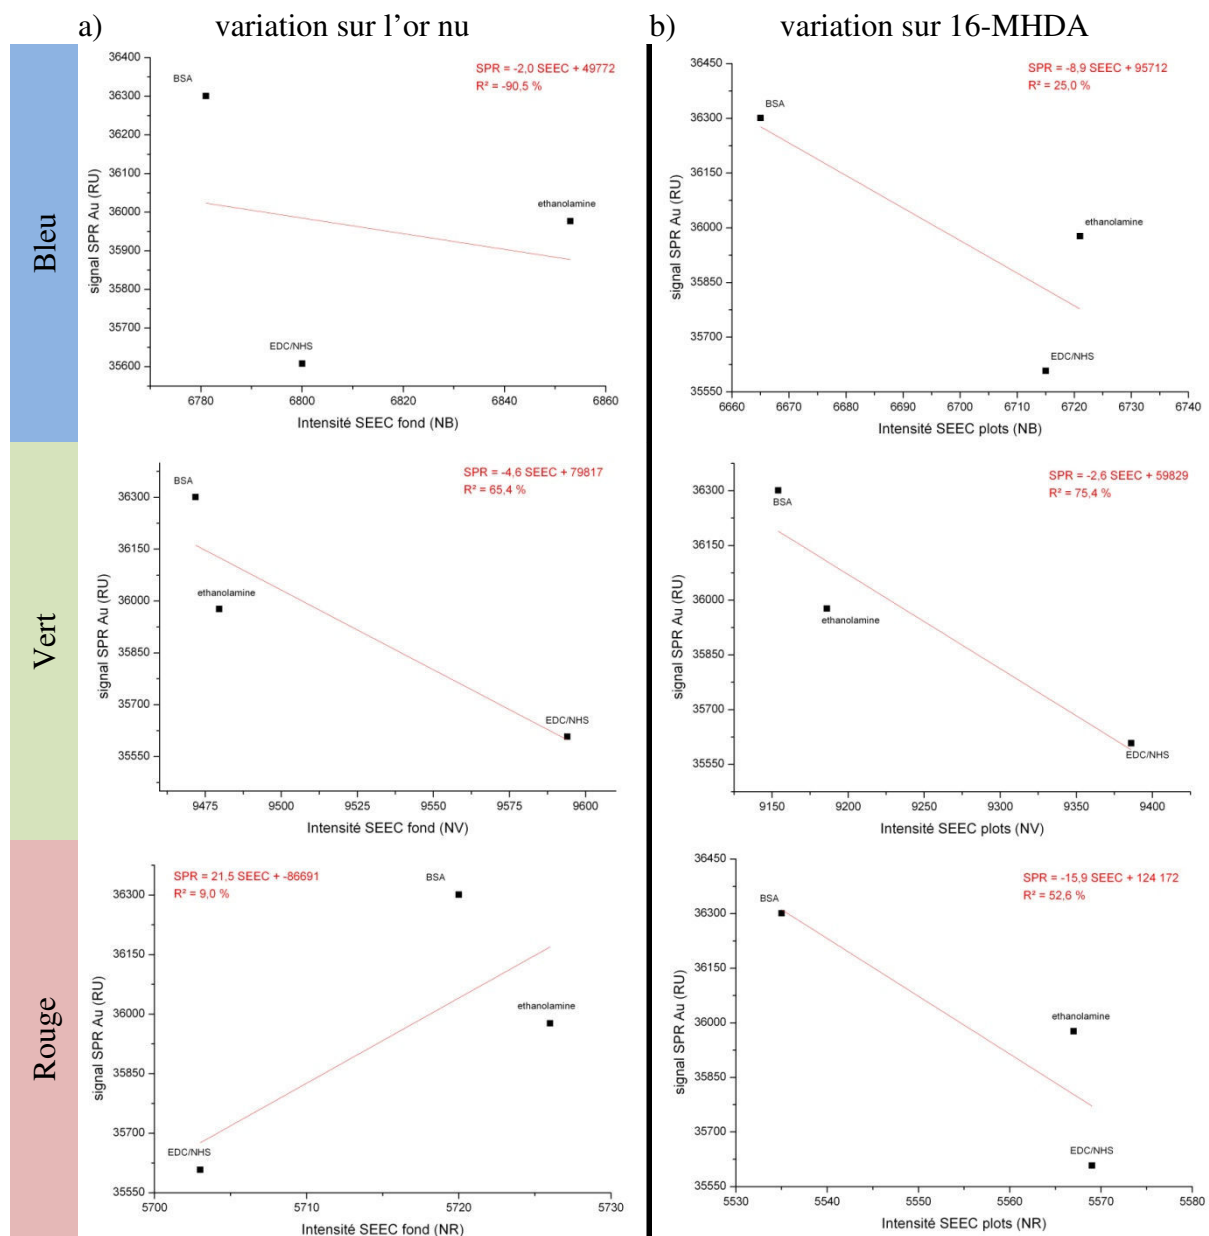 a) variation sur l'or nu
b) variation sur 16-MHDA
Bleu
36400
36300
36200
36100
36000
35900
35800
35700
35600
signal SPR Au (RU)
BSA
ethanolamine
EDC/NHS
SPR = -2,0 SEEC + 49772
R² = -90,5 %
6780 6800 6820 6840 6860
Intensité SEEC fond (NB)
36450
36300
36150
36000
35850
35700
35550
signal SPR Au (RU)
BSA
ethanolamine
EDC/NHS
SPR = -8,9 SEEC + 95712
R² = 25,0 %
6660 6670 6680 6690 6700 6710 6720 6730 6740
Intensité SEEC plots (NB)
Vert
36300
36150
36000
35850
35700
35550
signal SPR Au (RU)
BSA
ethanolamine
EDC/NHS
SPR = -4,6 SEEC + 79817
R² = 65,4 %
9475 9500 9525 9550 9575 9600
Intensité SEEC fond (NV)
36300
36150
36000
35850
35700
35550
signal SPR Au (RU)
BSA
ethanolamine
EDC/NHS
SPR = -2,6 SEEC + 59829
R² = 75,4 %
9150 9200 9250 9300 9350 9400
Intensité SEEC plots (NV)
Rouge
36300
36150
36000
35850
35700
35550
signal SPR Au (RU)
SPR = 21,5 SEEC + -86691
R² = 9,0 %
BSA
ethanolamine
EDC/NHS
5700 5710 5720 5730
Intensité SEEC fond (NR)
36450
36300
36150
36000
35850
35700
35550
signal SPR Au (RU)
BSA
ethanolamine
EDC/NHS
SPR = -15,9 SEEC + 124 172
R² = 52,6 %
5530 5540 5550 5560 5570 5580
Intensité SEEC plots (NR)